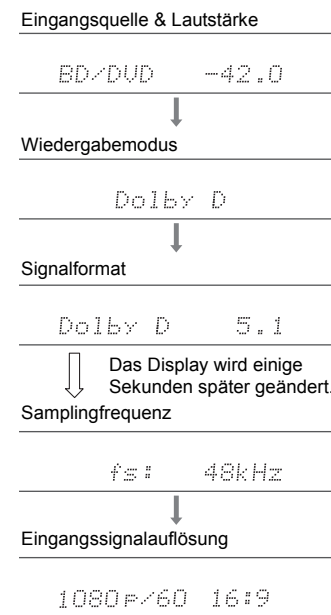 Eingangsquelle & Lautstärke
BD/DVD -42.0
Wiedergabemodus
Dolby D
Signalformat
Dolby D 5.1
Das Display wird einige
Sekunden später geändert.
Samplingfrequenz
fs: 48kHz
Eingangssignalauflösung
1080p/60 16:9